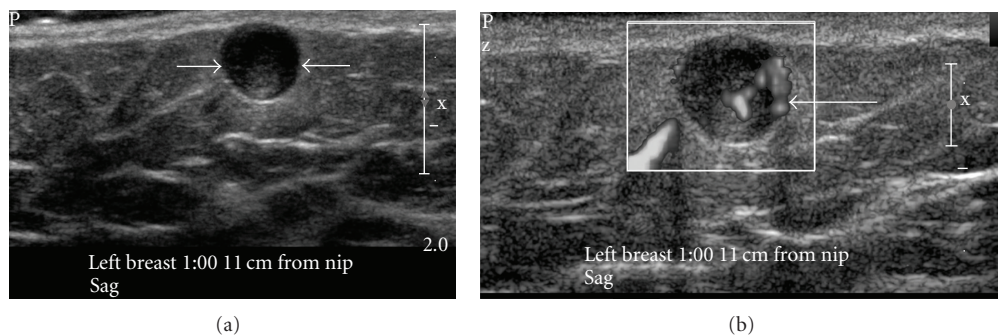 P
x
2.0
Left breast 1:00 11 cm from nip
Sag
(a)
P
z
x
Left breast 1:00 11 cm from nip
Sag
(b)